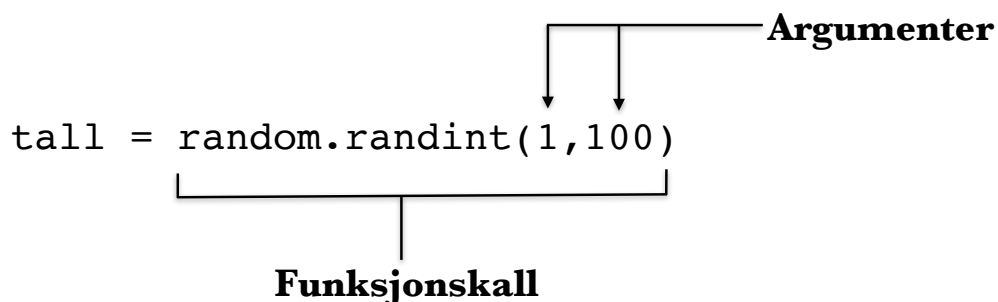 Argumenter
tall = random.randint(1,100)
Funksjonskall